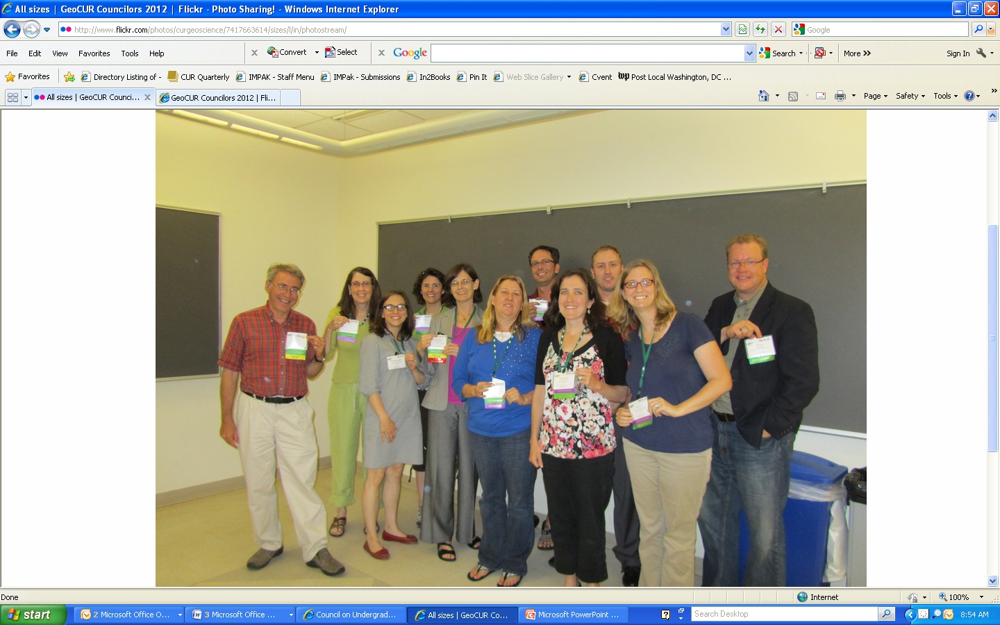 All sizes | GeoCUR Councilors 2012 | Flickr - Photo Sharing! - Windows Internet Explorer
http://www.flickr.com/photos/curgeoscience/7417663614/sizes/l/in/photostream/
Google
File Edit View Favorites Tools Help
Convert Select
Google Search More >> Sign In
Favorites Directory Listing of - CUR Quarterly IMPAK - Staff Menu IMPak - Submissions In2Books Pin It Web Slice Gallery Cvent wp Post Local Washington, DC ...
All sizes | GeoCUR Counci... X GeoCUR Councilors 2012 | Fli... Page Safety Tools
Done Internet 100%
start 2 Microsoft Office O... 3 Microsoft Office ... Council on Undergrad... All sizes | GeoCUR Co... Microsoft PowerPoint ... Search Desktop 8:54 AM